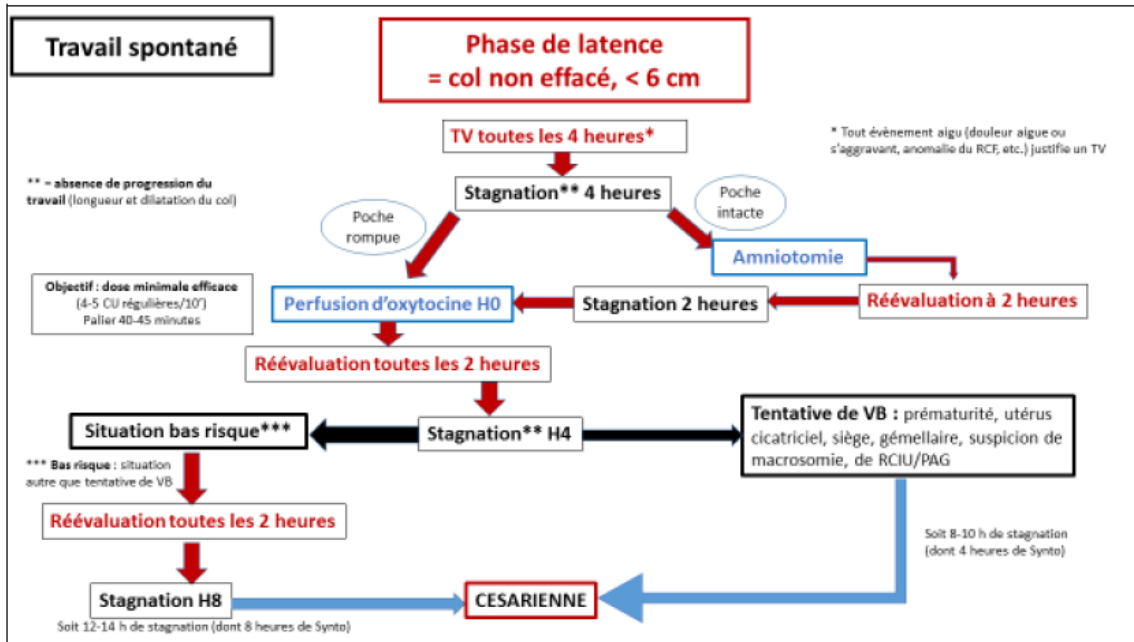 Travail spontané
Phase de latence
= col non effacé, < 6 cm
TV toutes les 4 heures*
* Tout évènement aigu (douleur aigue ou
s'aggravant, anomalie du RCF, etc.) justifie un TV
** = absence de progression du
travail (longueur et dilatation du col)
Stagnation** 4 heures
Poche
rompue
Poche
intacte
Amniotomie
Objectif : dose minimale efficace
(4-5 CU régulières/10')
Palier 40-45 minutes
Perfusion d'oxytocine H0
Stagnation 2 heures
Réévaluation à 2 heures
Réévaluation toutes les 2 heures
Situation bas risque***
Stagnation** H4
Tentative de VB : prématurité, utérus
cicatriciel, siège, gémellaire, suspicion de
macrosomie, de RCIU/PAG
*** Bas risque : situation
autre que tentative de VB
Réévaluation toutes les 2 heures
Soit 8-10 h de stagnation
(dont 4 heures de Synto)
Stagnation H8
CESARIENNE
Soit 12-14 h de stagnation (dont 8 heures de Synto)